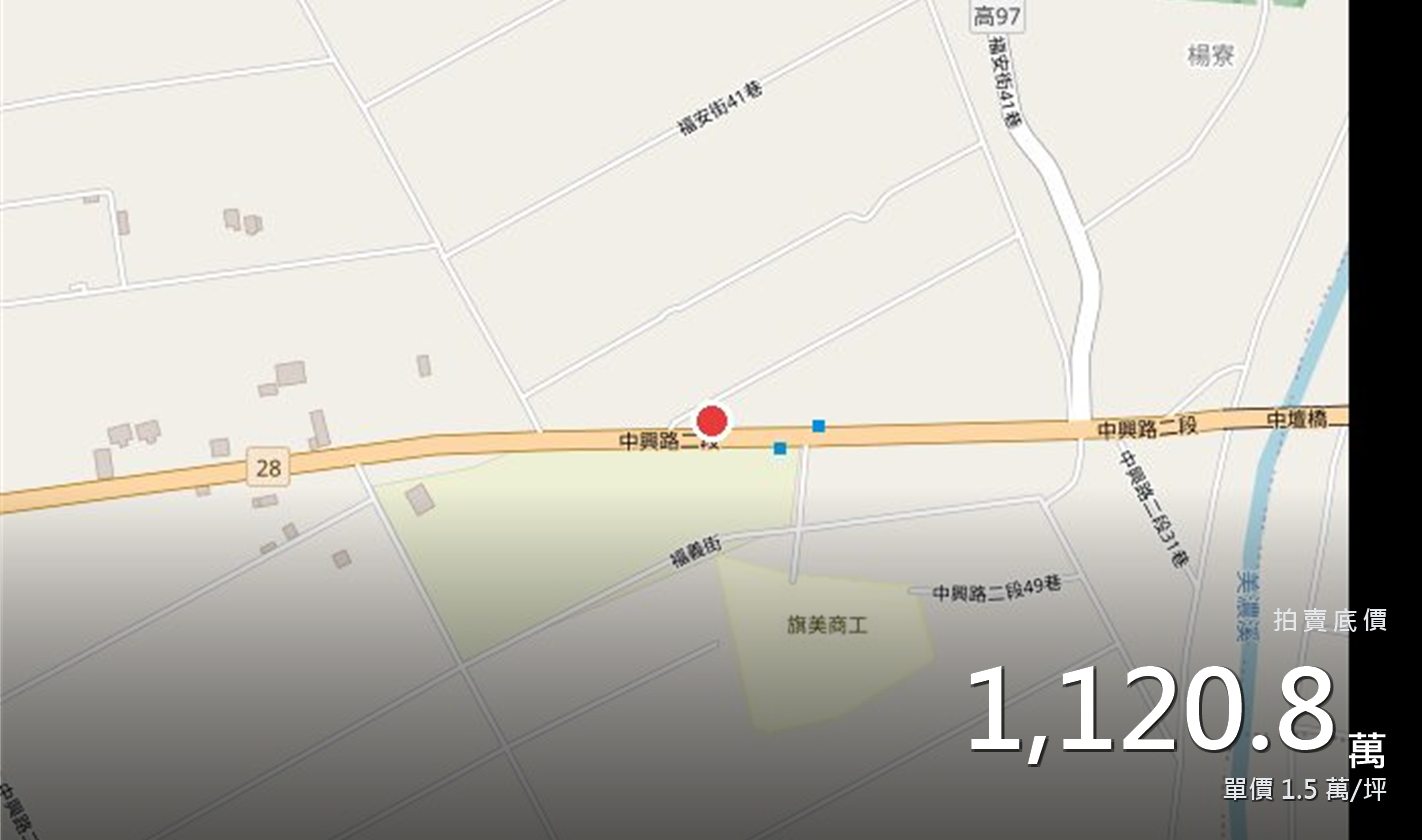 高97
福安街41巷
楊寮
福安街41巷
中興路二段
中興路二段
中壇橋
28
中興路二段31巷
福義街
中興路二段49巷
美濃溪
旗美商工
拍賣底價
1,120.8 萬
單價 1.5 萬/坪
中興路二